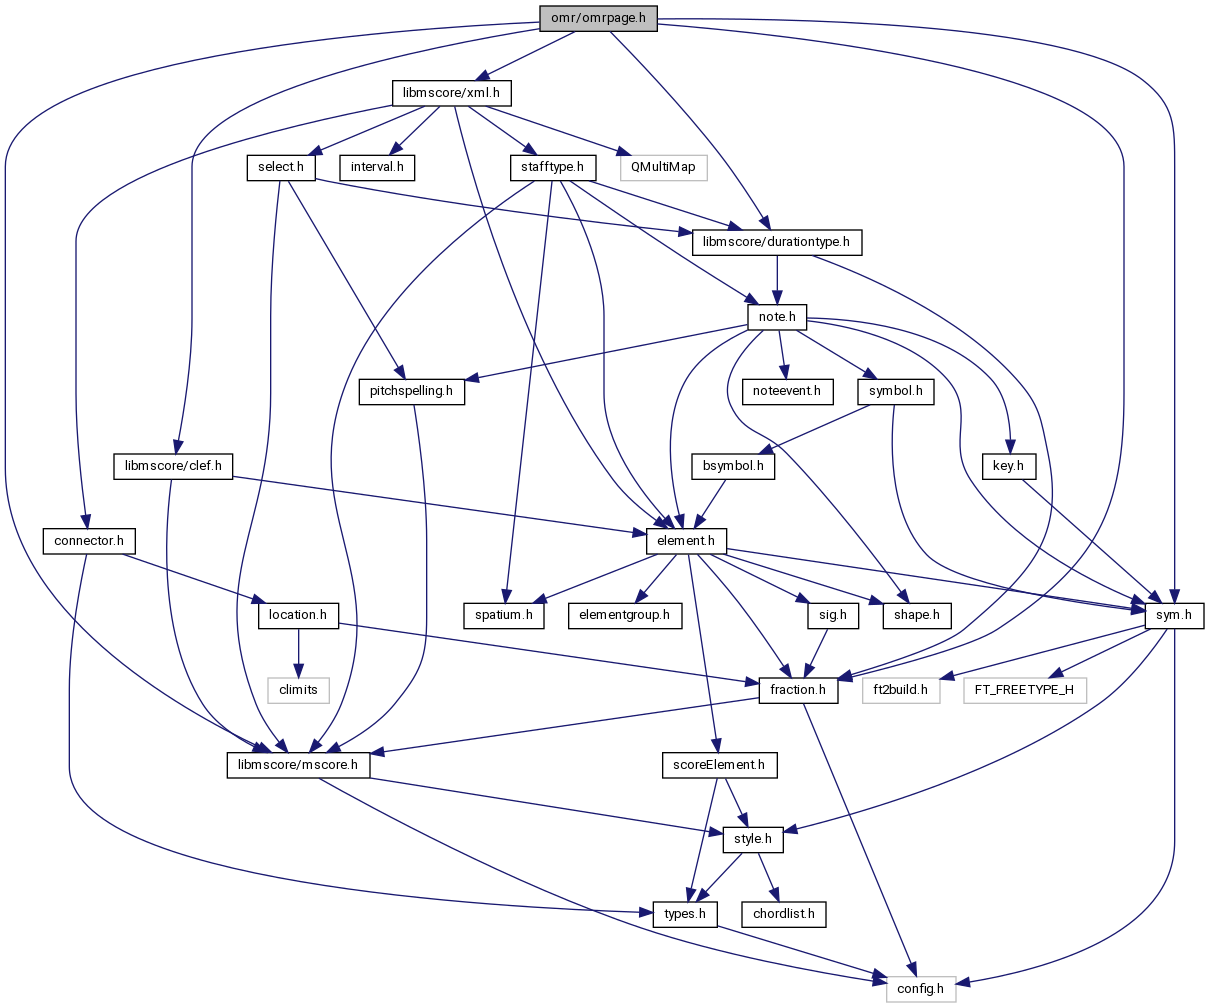 omr/omrpage.h
libmscore/xml.h
select.h
interval.h
stafftype.h
QMultiMap
libmscore/durationtype.h
note.h
pitchspelling.h
noteevent.h
symbol.h
libmscore/clef.h
bsymbol.h
key.h
connector.h
element.h
location.h
spatium.h
elementgroup.h
sig.h
shape.h
sym.h
climits
fraction.h
ft2build.h
FT_FREETYPE_H
libmscore/mscore.h
scoreElement.h
style.h
types.h
chordlist.h
config.h